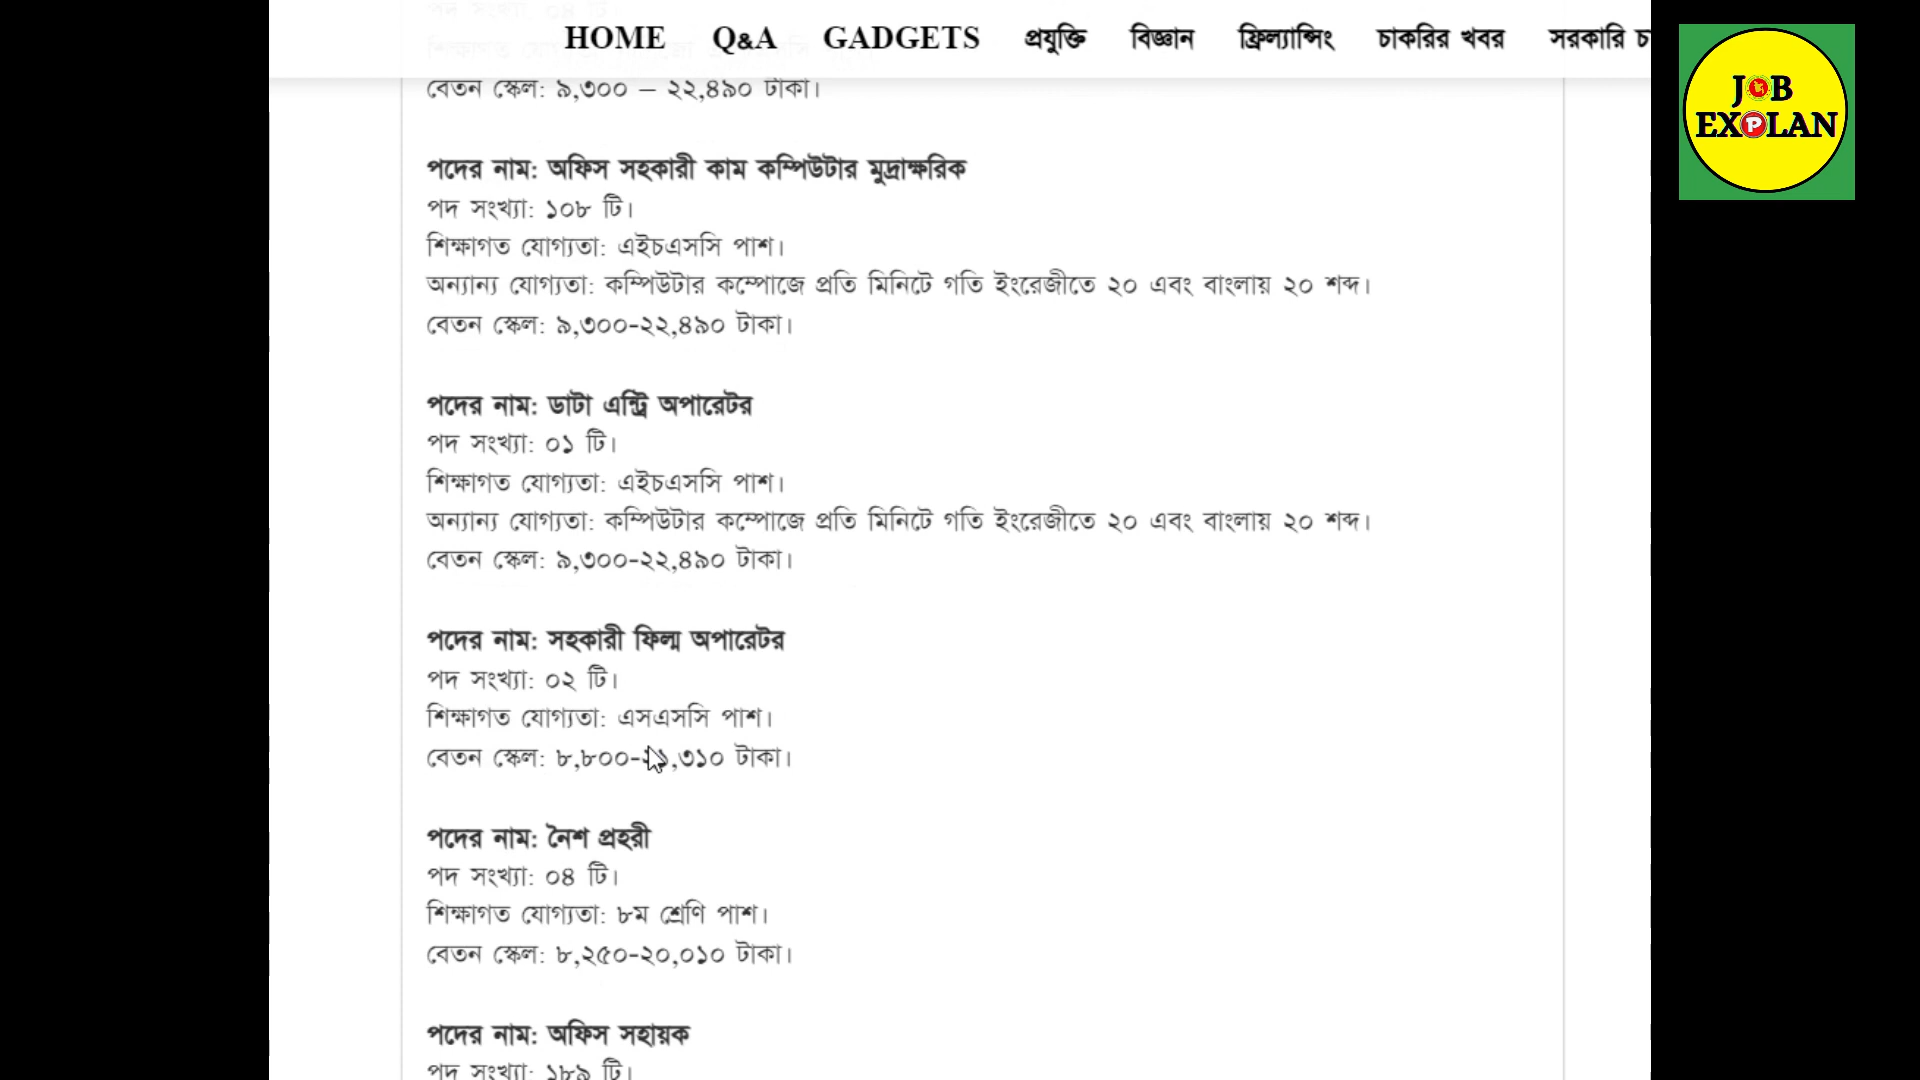 পদ সংখ্যা: ০৪ টি।
HOME Q&A GADGETS প্রযুক্তি বিজ্ঞান ফ্রিল্যান্সিং চাকরির খবর সরকারি
JOB
EXPLAN
বেতন স্কেল: ৯,৩০০ – ২২,৪৯০ টাকা।
পদের নাম: অফিস সহকারী কাম কম্পিউটার মুদ্রাক্ষরিক
পদ সংখ্যা: ১০৮ টি।
শিক্ষাগত যোগ্যতা: এইচএসসি পাশ।
অন্যান্য যোগ্যতা: কম্পিউটার কম্পোজে প্রতি মিনিটে গতি ইংরেজীতে ২০ এবং বাংলায় ২০ শব্দ।
বেতন স্কেল: ৯,৩০০-২২,৪৯০ টাকা।
পদের নাম: ডাটা এন্ট্রি অপারেটর
পদ সংখ্যা: ০১ টি।
শিক্ষাগত যোগ্যতা: এইচএসসি পাশ।
অন্যান্য যোগ্যতা: কম্পিউটার কম্পোজে প্রতি মিনিটে গতি ইংরেজীতে ২০ এবং বাংলায় ২০ শব্দ।
বেতন স্কেল: ৯,৩০০-২২,৪৯০ টাকা।
পদের নাম: সহকারী ফিল্ম অপারেটর
পদ সংখ্যা: ০২ টি।
শিক্ষাগত যোগ্যতা: এসএসসি পাশ।
বেতন স্কেল: ৮,৮০০-২১,৩১০ টাকা।
পদের নাম: নৈশ প্রহরী
পদ সংখ্যা: ০৪ টি।
শিক্ষাগত যোগ্যতা: ৮ম শ্রেণি পাশ।
বেতন স্কেল: ৮,২৫০-২০,০১০ টাকা।
পদের নাম: অফিস সহায়ক
পদ সংখ্যা: ১৮৯ টি।